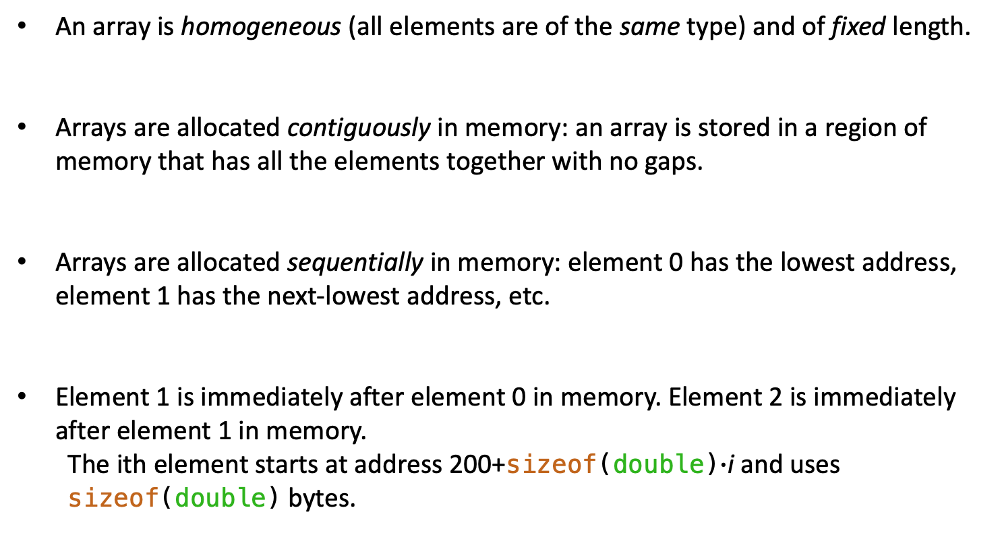 • An array is homogeneous (all elements are of the same type) and of fixed length.
• Arrays are allocated contiguously in memory: an array is stored in a region of
memory that has all the elements together with no gaps.
• Arrays are allocated sequentially in memory: element 0 has the lowest address,
element 1 has the next-lowest address, etc.
• Element 1 is immediately after element 0 in memory. Element 2 is immediately
after element 1 in memory.
The ith element starts at address 200+sizeof(double)·i and uses
sizeof(double) bytes.